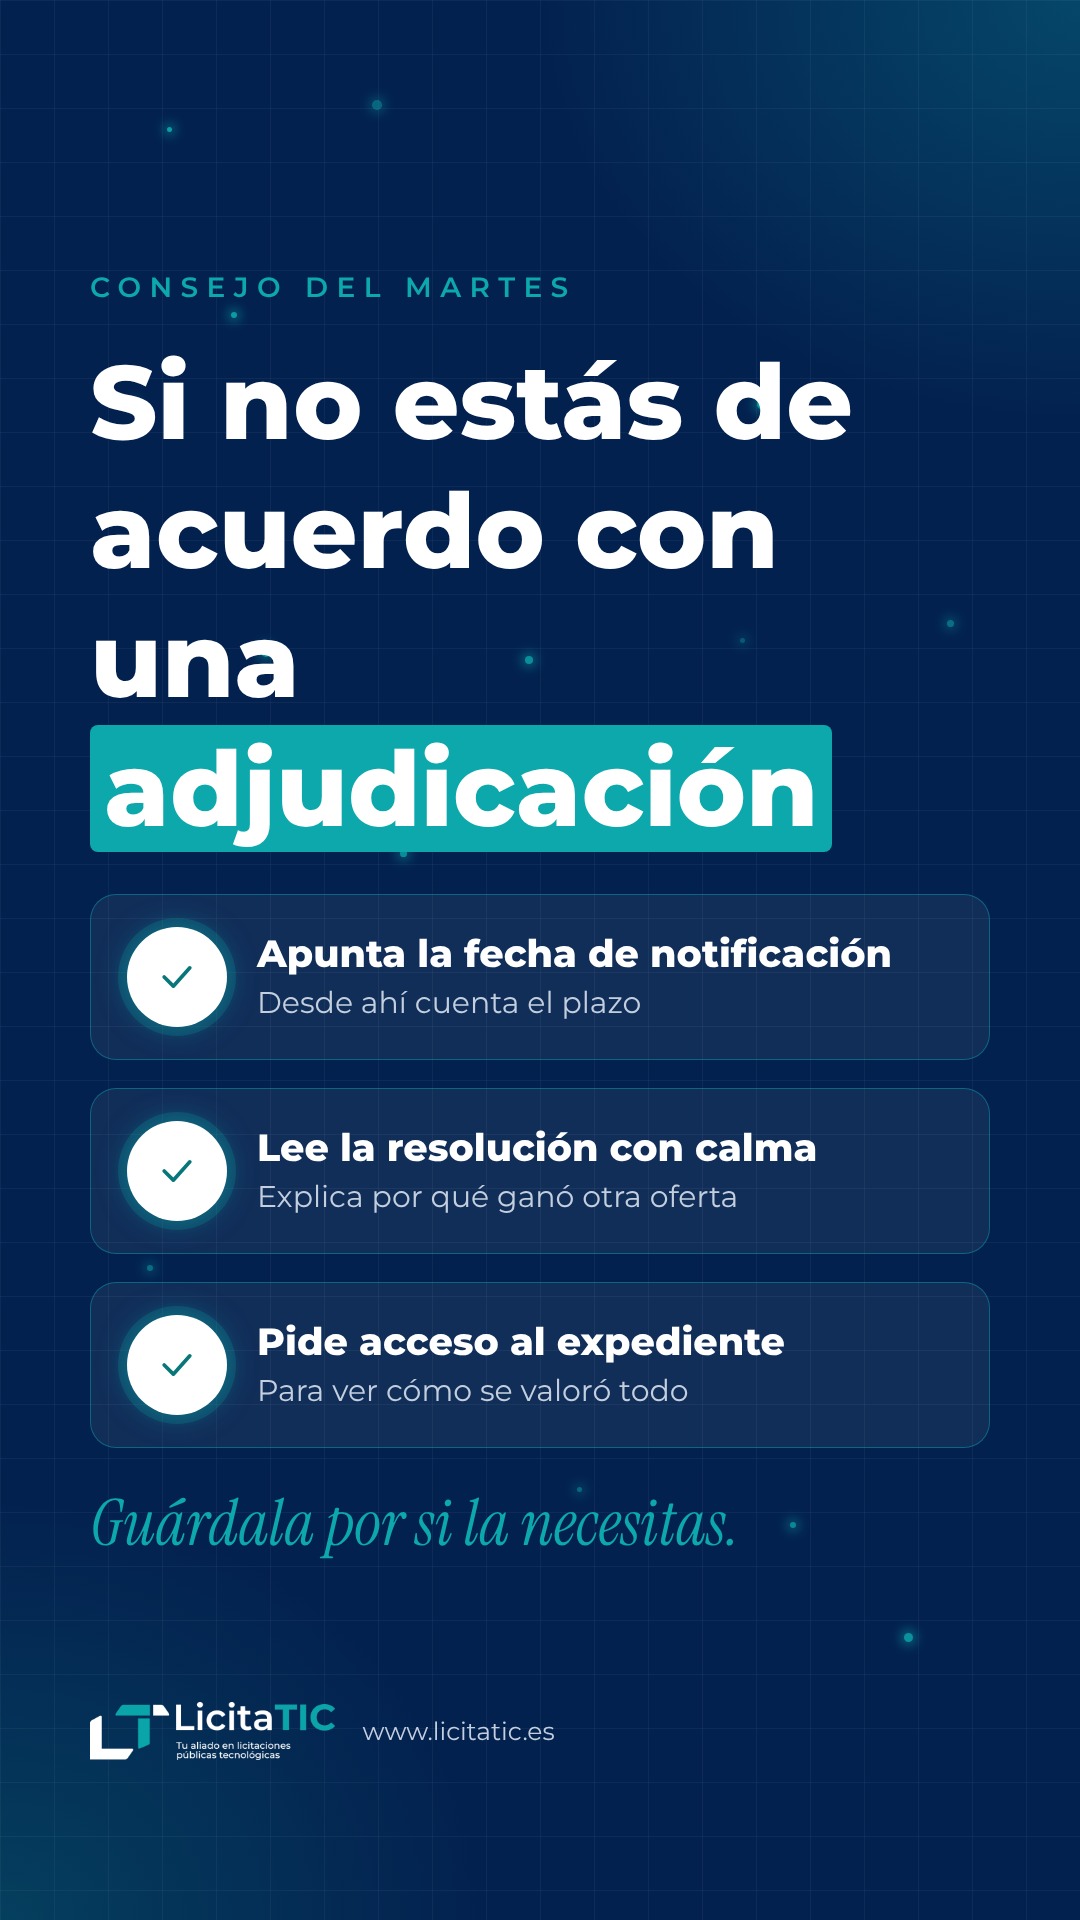 CONSEJO DEL MARTES
Si no estás de
acuerdo con
una
adjudicación
Apunta la fecha de notificación
Desde ahí cuenta el plazo
Lee la resolución con calma
Explica por qué ganó otra oferta
Pide acceso al expediente
Para ver cómo se valoró todo
Guárdala por si la necesitas.
LicitaTIC
Tu aliado en licitaciones
públicas tecnológicas
www.licitatic.es